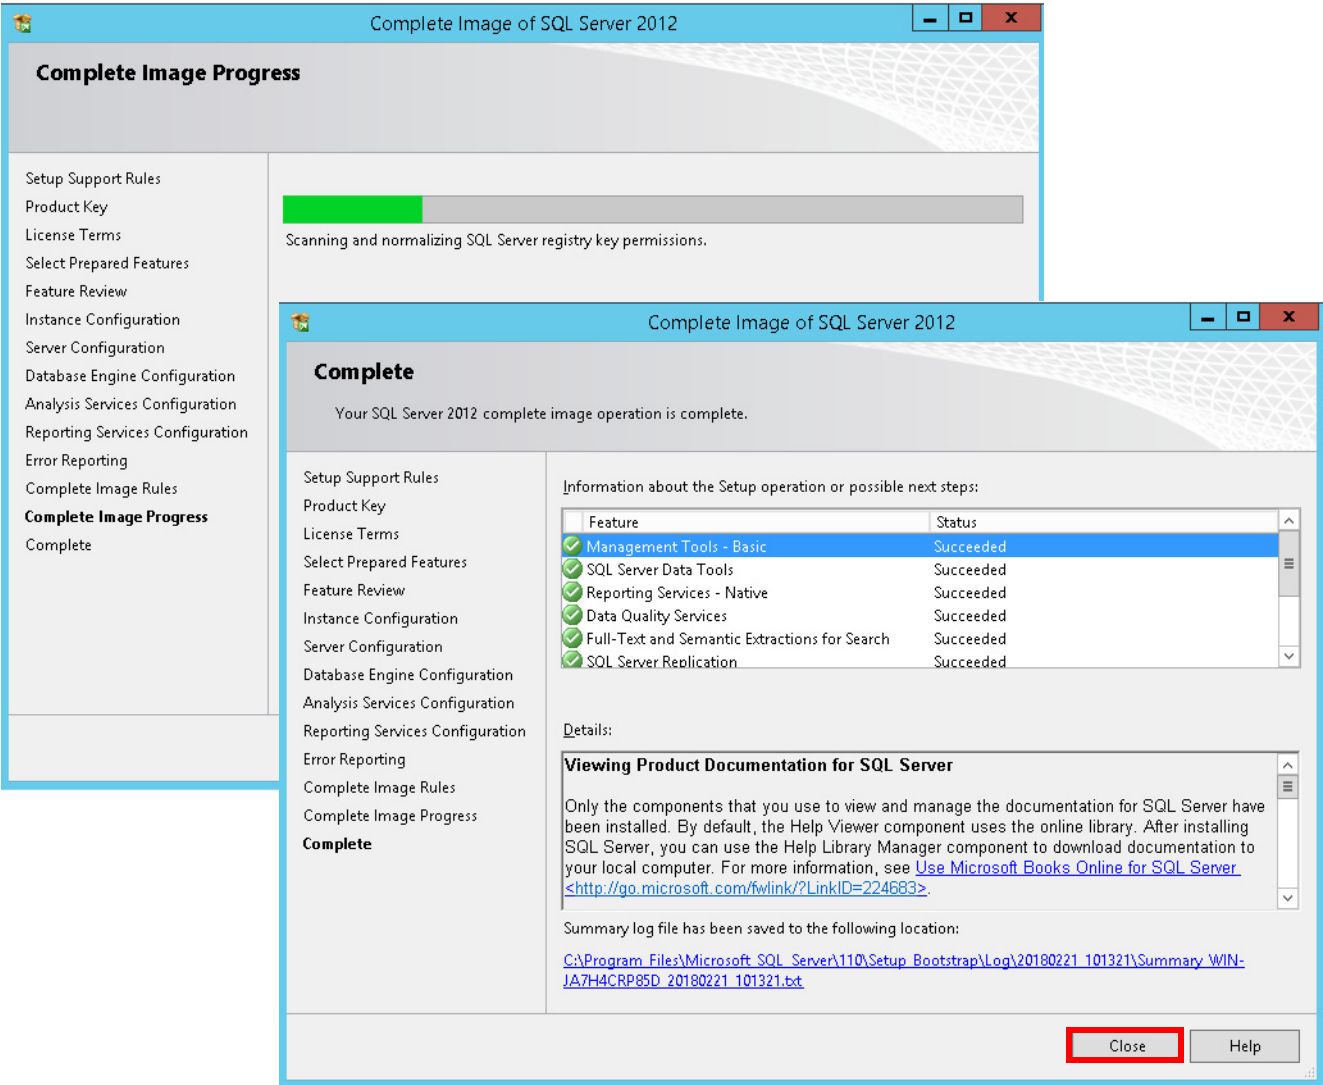 Complete Image of SQL Server 2012
Complete Image Progress
Setup Support Rules
Product Key
License Terms
Select Prepared Features
Feature Review
Instance Configuration
Server Configuration
Database Engine Configuration
Analysis Services Configuration
Reporting Services Configuration
Error Reporting
Complete Image Rules
Complete Image Progress
Complete
Scanning and normalizing SQL Server registry key permissions.
Complete Image of SQL Server 2012
Complete
Your SQL Server 2012 complete image operation is complete.
Setup Support Rules
Product Key
License Terms
Select Prepared Features
Feature Review
Instance Configuration
Server Configuration
Database Engine Configuration
Analysis Services Configuration
Reporting Services Configuration
Error Reporting
Complete Image Rules
Complete Image Progress
Complete
Information about the Setup operation or possible next steps:
Feature Status
Management Tools - Basic Succeeded
SQL Server Data Tools Succeeded
Reporting Services - Native Succeeded
Data Quality Services Succeeded
Full-Text and Semantic Extractions for Search Succeeded
SQL Server Replication Succeeded
Details:
Viewing Product Documentation for SQL Server
Only the components that you use to view and manage the documentation for SQL Server have
been installed. By default, the Help Viewer component uses the online library. After installing
SQL Server, you can use the Help Library Manager component to download documentation to
your local computer. For more information, see Use Microsoft Books Online for SQL Server
<http://go.microsoft.com/fwlink/?LinkID=224683>.
Summary log file has been saved to the following location:
C:\Program Files\Microsoft SQL Server\110\Setup Bootstrap\Log\20180221_101321\Summary_WIN-
JA7H4CRP85D_20180221_101321.txt
Close Help